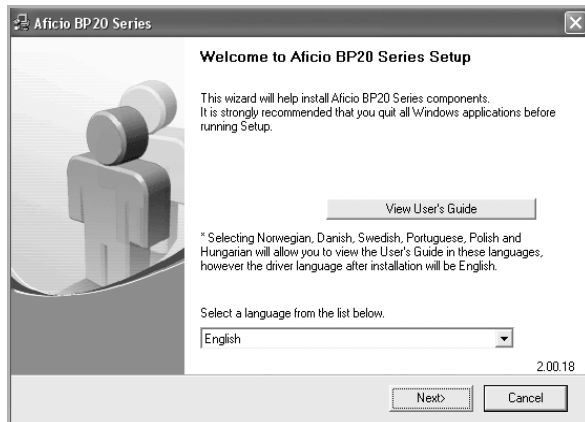 Aficio BP20 Series
Welcome to Aficio BP20 Series Setup
This wizard will help install Aficio BP20 Series components.
It is strongly recommended that you quit all Windows applications before
running Setup.
View User's Guide
* Selecting Norwegian, Danish, Swedish, Portuguese, Polish and
Hungarian will allow you to view the User's Guide in these languages,
however the driver language after installation will be English.
Select a language from the list below.
English
2.00.18
Next>
Cancel